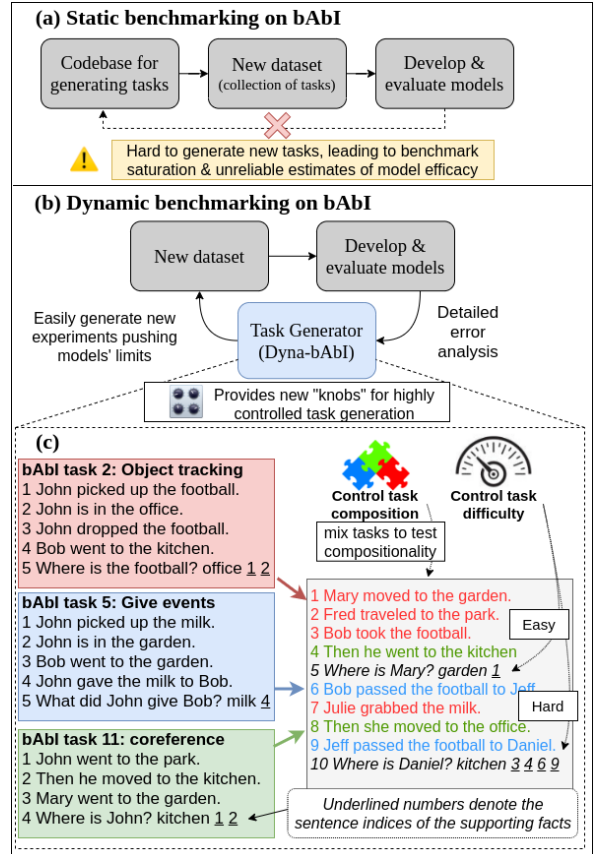 (a) Static benchmarking on bAbI
Codebase for
generating tasks
New dataset
(collection of tasks)
Develop &
evaluate models
Hard to generate new tasks, leading to benchmark
saturation & unreliable estimates of model efficacy
(b) Dynamic benchmarking on bAbI
New dataset
Develop &
evaluate models
Easily generate new
experiments pushing
models' limits
Task Generator
(Dyna-bAbI)
Detailed
error
analysis
Provides new "knobs" for highly
controlled task generation
(c)
bAbI task 2: Object tracking
1 John picked up the football.
2 John is in the office.
3 John dropped the football.
4 Bob went to the kitchen.
5 Where is the football? office 1 2
bAbI task 5: Give events
1 John picked up the milk.
2 John is in the garden.
3 Bob went to the garden.
4 John gave the milk to Bob.
5 What did John give Bob? milk 4
bAbI task 11: coreference
1 John went to the park.
2 Then he moved to the kitchen.
3 Mary went to the garden.
4 Where is John? kitchen 1 2
Control task
composition
Control task
difficulty
mix tasks to test
compositionality
1 Mary moved to the garden.
2 Fred traveled to the park.
3 Bob took the football.
4 Then he went to the kitchen
5 Where is Mary? garden 1
6 Bob passed the football to Jeff
7 Julie grabbed the milk.
8 Then she moved to the office.
9 Jeff passed the football to Daniel.
10 Where is Daniel? kitchen 3 4 6 9
Easy
Hard
Underlined numbers denote the
sentence indices of the supporting facts